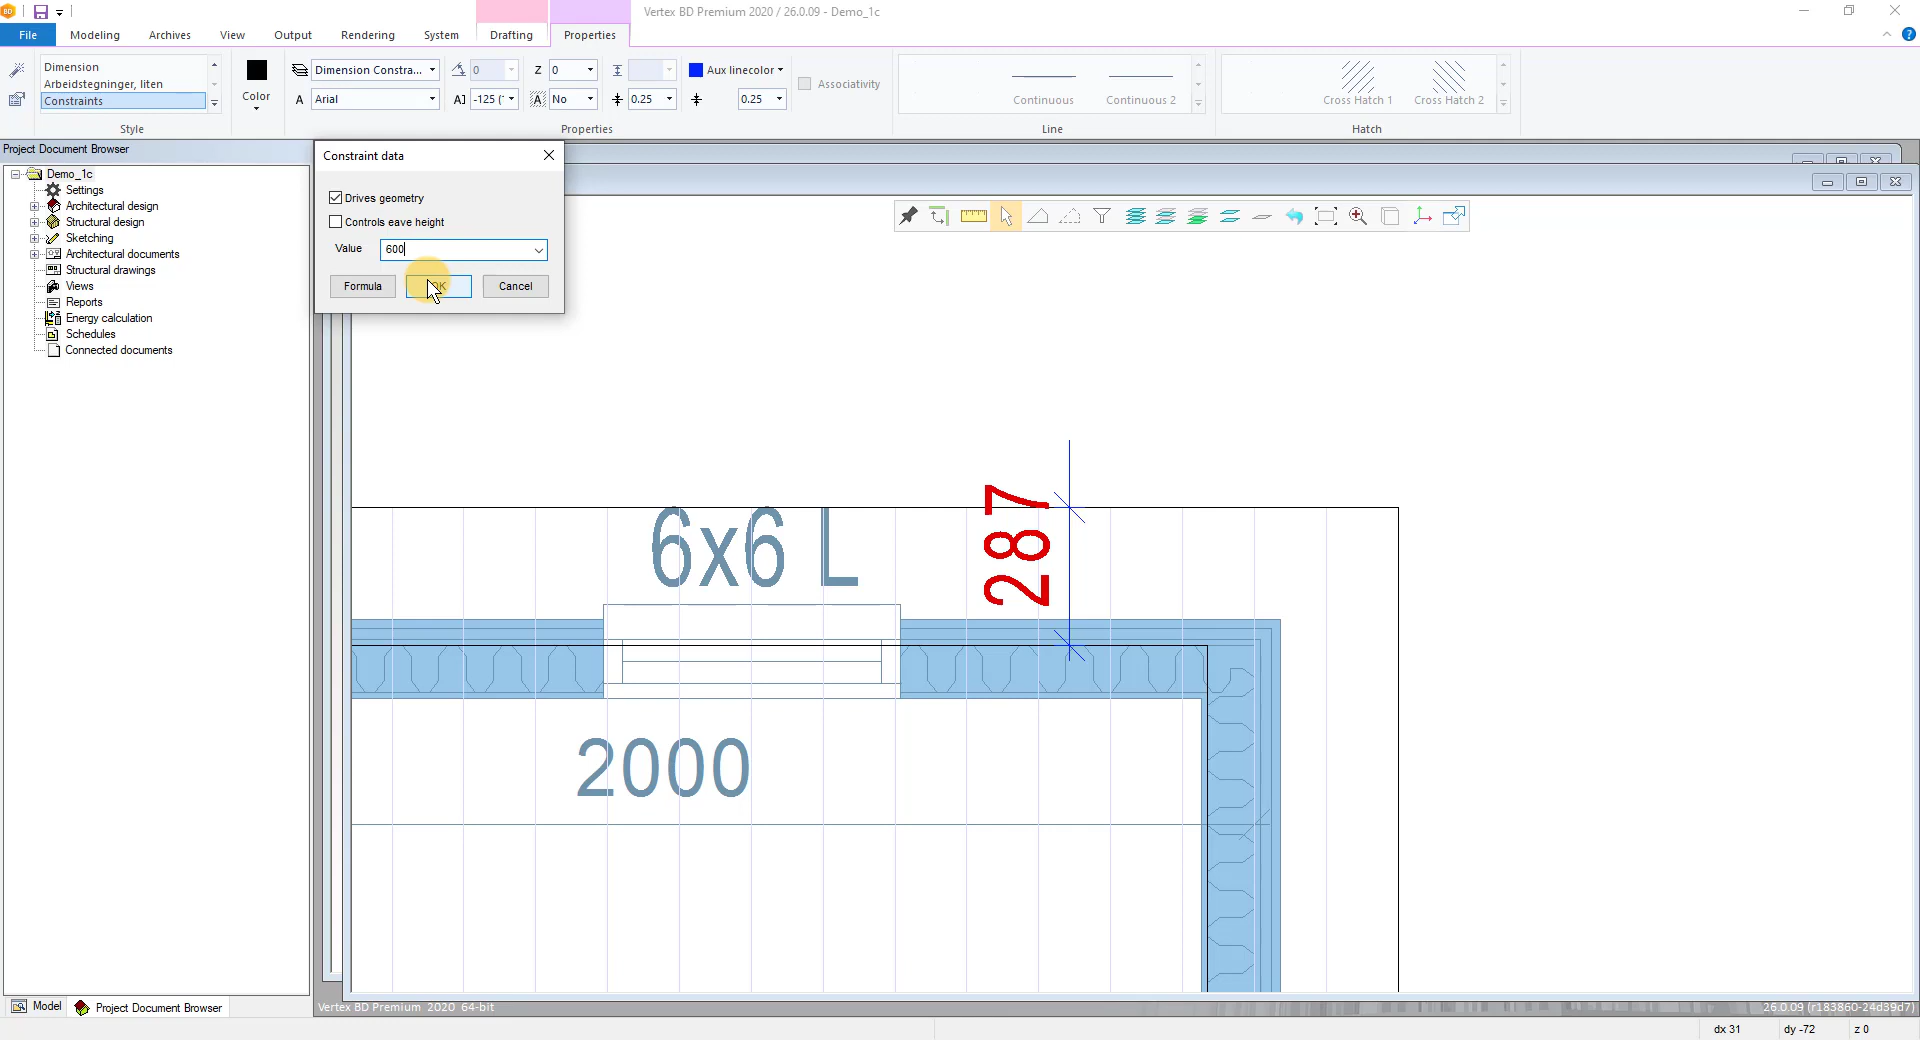 Vertex BD Premium 2020 / 26.0.09 - Demo_1c
File Modeling Archives View Output Rendering System Drafting Properties
Dimension
Arbeidstegninger, liten
Constraints
Style
Color
Dimension Constra...
A Arial
0
A] -125 (
Z 0
No
0.25
Aux linecolor
0.25
Associativity
Properties
Continuous Continuous 2
Line
Cross Hatch 1 Cross Hatch 2
Hatch
Project Document Browser
Demo_1c
Settings
Architectural design
Structural design
Sketching
Architectural documents
Structural drawings
Views
Reports
Energy calculation
Schedules
Connected documents
Constraint data
Drives geometry
Controls eave height
Value 600
Formula OK Cancel
287
6x6 L
2000
Model Project Document Browser
Vertex BD Premium 2020 64-bit
26.0.09 (r183860-24d39d7)
dx 31 dy -72 z 0